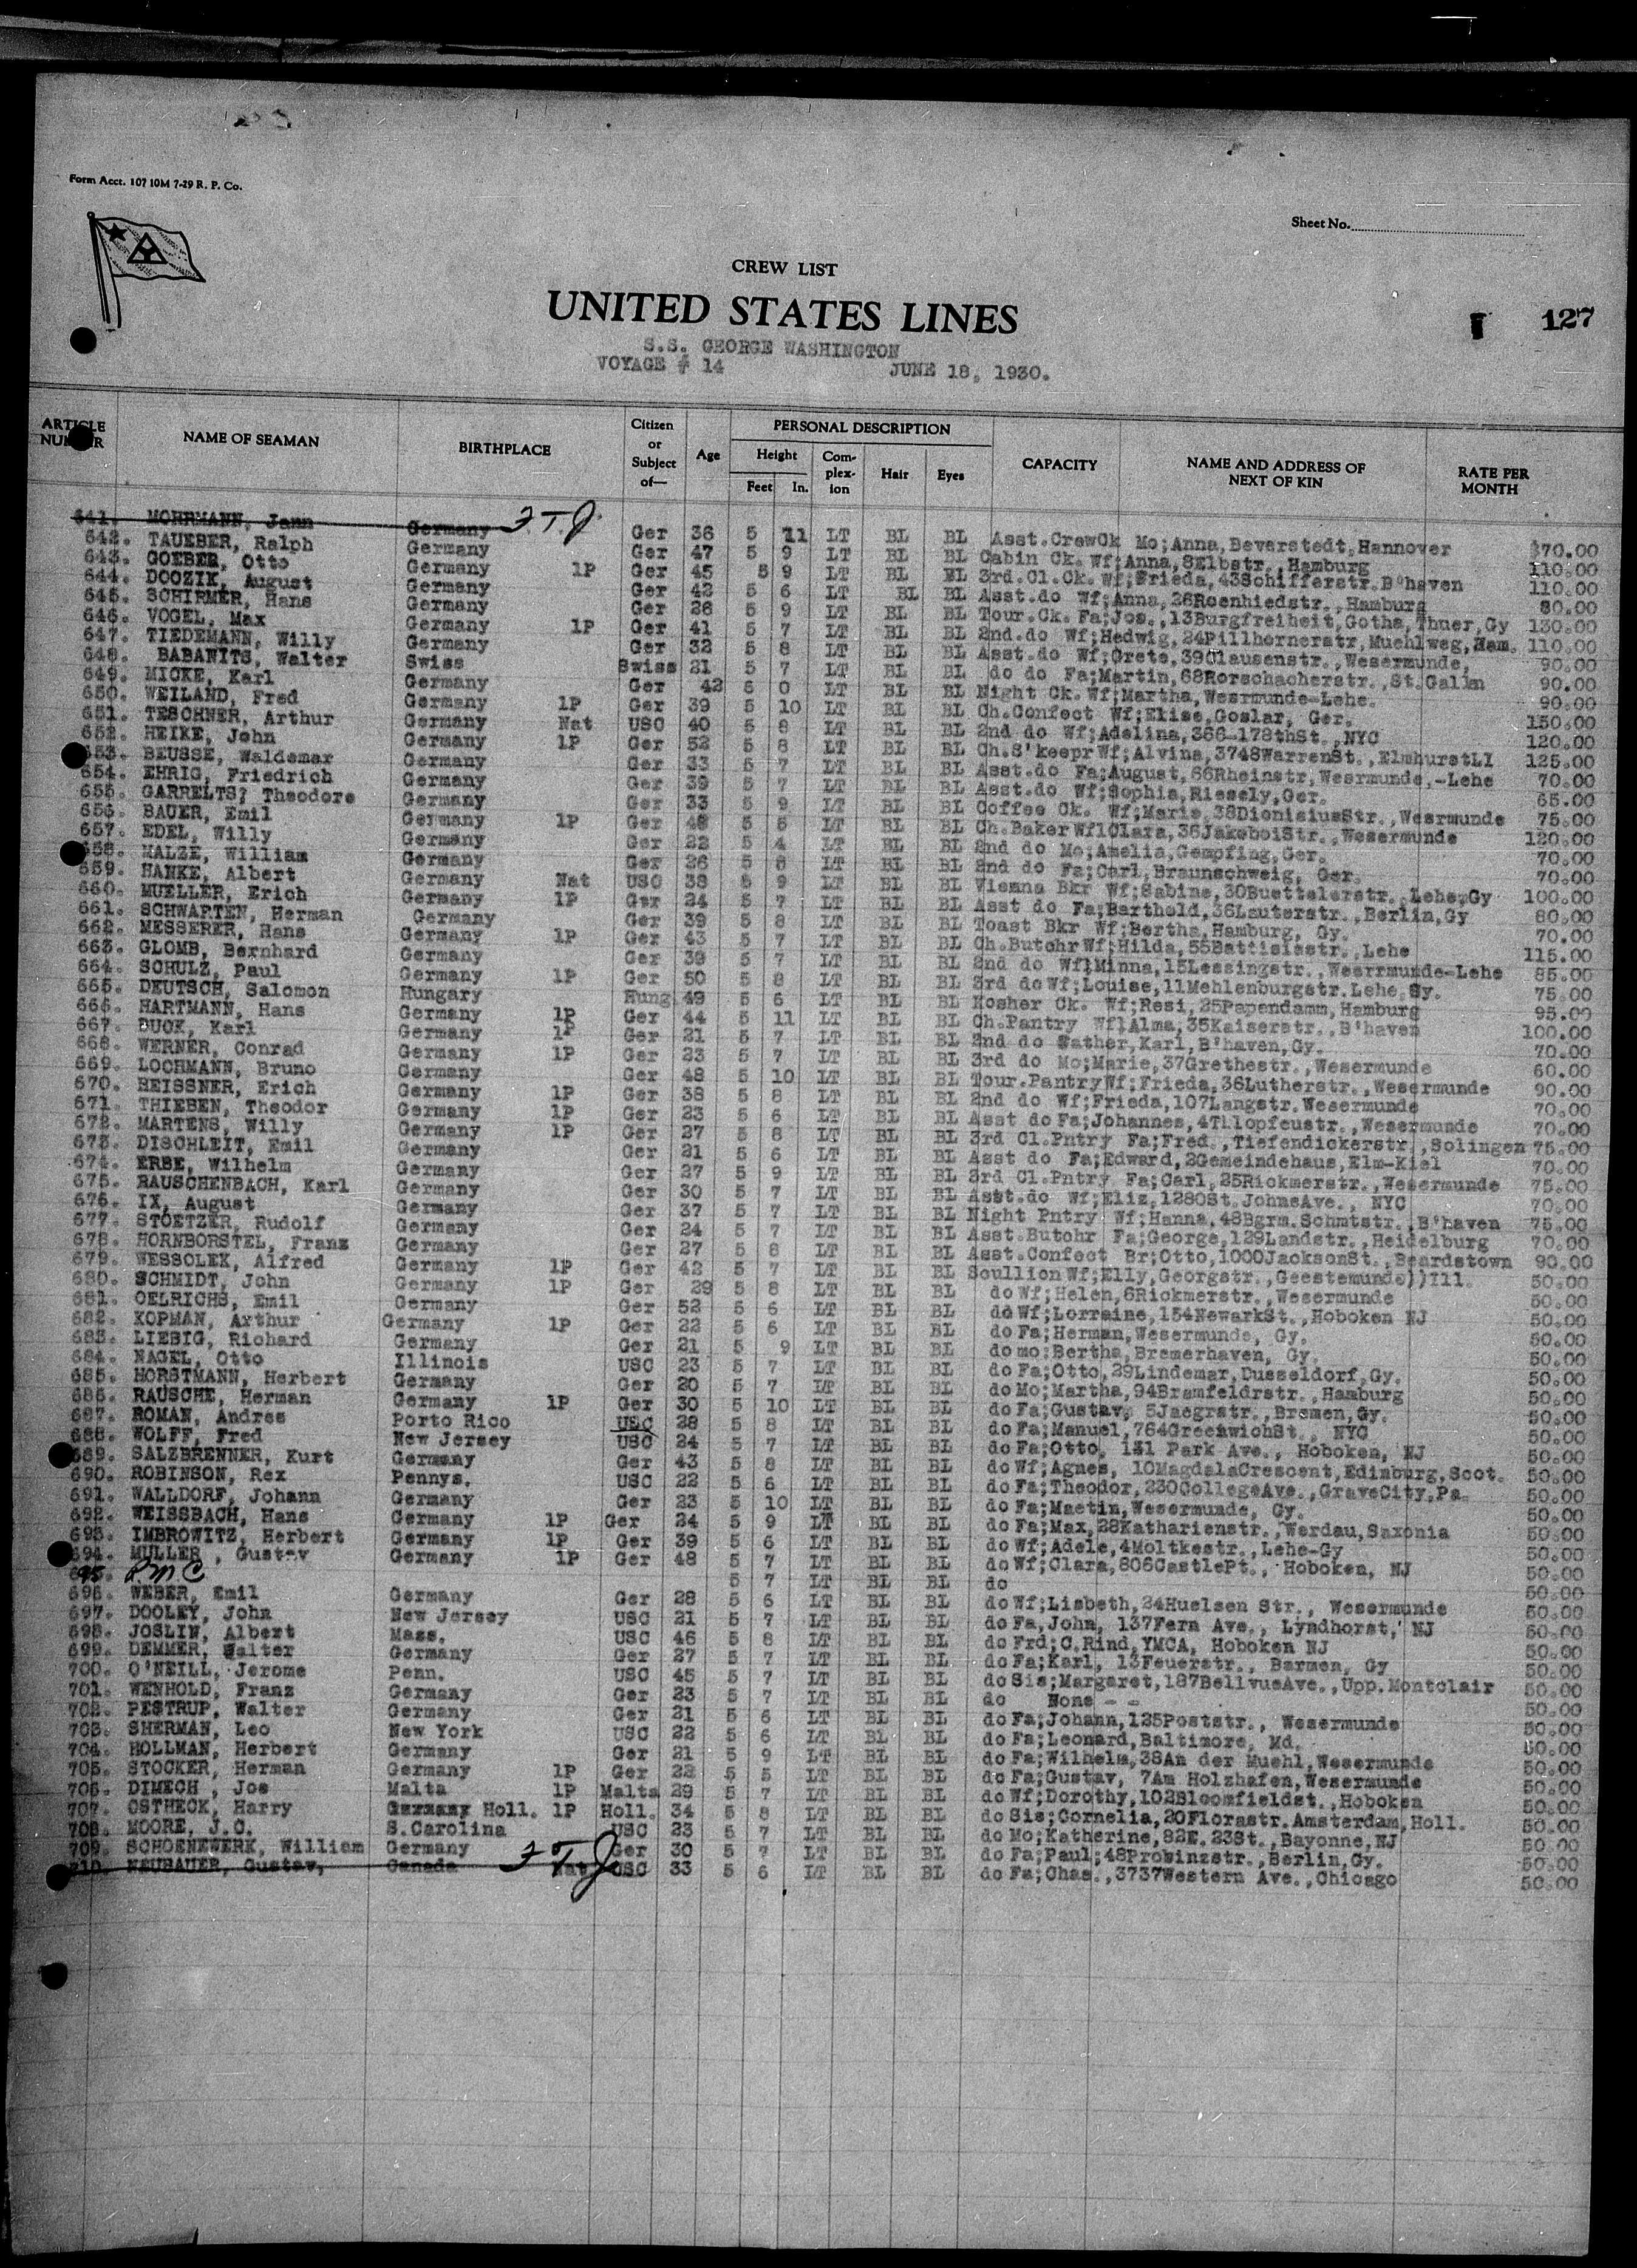 Form Acct. 107 10M 7-29 R. P. Co.
Sheet No.
CREW LIST
UNITED STATES LINES
127
S.S. GEORGE WASHINGTON
VOYAGE # 14 JUNE 18, 1930.
ARTICLE NUMBER NAME OF SEAMAN BIRTHPLACE Citizen or Subject of— Age PERSONAL DESCRIPTION Height Feet In. Com-plex-ion Hair Eyes CAPACITY NAME AND ADDRESS OF NEXT OF KIN RATE PER MONTH
641. MOHRMANN, Jann Germany F.T.J. Ger 36 5 11 LT BL BL Asst.CrewCk Mo;Anna,Beverstedt,Hannover $70.00
642. TAUEBER, Ralph Germany Ger 47 5 9 LT BL BL Cabin Ck. Wf;Anna,8Elbstr.,Hamburg 110.00
643. GOEBER, Otto Germany 1P Ger 45 5 9 LT BL BL 3rd.Cl.Ck.Wf;Frieda,43Schifferstr.B'haven 110.00
644. DOOZIK, August Germany Ger 42 5 6 LT BL BL Asst.do Wf;Anna,26Roenhiedstr.,Hamburg 80.00
645. SCHIRMER, Hans Germany Ger 26 5 9 LT BL BL Tour.Ck.Fa;Jos.,13Burgfreiheit,Gotha,Thuer,Gy 130.00
646. VOGEL, Max Germany 1P Ger 41 5 7 LT BL BL 2nd.do Wf;Hedwig,24Pillhornerstr,Muehlweg,Ham. 110.00
647. TIEDEMANN, Willy Germany Ger 32 5 8 LT BL BL Asst.do Wf;Grete,39Clausenstr.,Wesermunde, 90.00
648. BABANITS, Walter Swiss Swiss 21 5 7 LT BL BL do do Fa;Martin,68Rorschacherstr.,St.Gallen 90.00
649. MICKE, Karl Germany Ger 42 5 0 LT BL BL Night Ck.Wf;Martha,Wesrmunde-Lehe. 90.00
650. WEILAND, Fred Germany 1P Ger 39 5 10 LT BL BL Ch.Confect Wf;Elise,Goslar, Ger. 150.00
651. TESCHNER, Arthur Germany Nat USC 40 5 8 LT BL BL 2nd do Wf;Adelina,366-178thSt.,NYC 120.00
652. HEIKE, John Germany 1P Ger 52 5 8 LT BL BL Ch.S'keepr Wf;Alvina,3748WarrenSt.,ElmhurstLI 125.00
653. BEUSSE, Waldemar Germany Ger 33 5 7 LT BL BL Asst.do Fa;August,66Rheinstr,Wesrmunde,-Lehe 70.00
654. EHRIG, Friedrich Germany Ger 39 5 7 LT BL BL Asst.do Wf;Sophia,Riesely,Ger. 65.00
655. GARRELTS; Theodore Germany Ger 33 5 9 LT BL BL Coffee Ck. Wf;Marie,36DionisiusStr.,Wesrmunde 75.00
656. BAUER, Emil Germany 1P Ger 48 5 5 LT BL BL Ch.Baker Wf1Clara,36JakoboiStr.,Wesermunde 120.00
657. EDEL, Willy Germany Ger 22 5 4 LT BL BL 2nd do Mo;Amelia,Gempfing,Ger. 70.00
658. MALZE, William Germany Ger 26 5 8 LT BL BL 2nd do Fa;Carl,Braunschweig, Ger. 70.00
659. HANKE, Albert Germany Nat USC 38 5 9 LT BL BL Vienna Bkr Wf;Sabine,30Buettelerstr.,LeherGy 100.00
660. MUELLER, Erich Germany 1P Ger 24 5 7 LT BL BL Asst do Fa;Barthold,36Lauterstr.,Berlin,Gy 80.00
661. SCHWARTEN, Herman Germany Ger 39 5 8 LT BL BL Toast Bkr Wf;Bertha,Hamburg, Gy. 70.00
662. MESSERER, Hans Germany 1P Ger 43 5 7 LT BL BL Ch.Butchr Wf;Hilda,55Battisiastr.,Lehe 115.00
663. GLOMB, Bernhard Germany Ger 39 5 7 LT BL BL 2nd do Wf}Minna,15Lessingstr.,Wesrrmunde-Lehe 85.00
664. SCHULZ, Paul Germany 1P Ger 50 5 8 LT BL BL 3rd do Wf;Louise,11Mehlenburgstr.Lehe,Gy. 75.00
665. DEUTSCH, Salomon Hungary Hung. 49 5 6 LT BL BL Kosher Ck. Wf;Resi,25Papendamm,Hamburg 95.00
666. HARTMANN, Hans Germany 1P Ger 44 5 11 LT BL BL Ch.Pantry Wf}Alma,35Kaiserstr.,B'haven 100.00
667. DUCK, Karl Germany 1P Ger 21 5 7 LT BL BL 2nd do Father,Karl,B'haven,Gy. 70.00
668. WERNER, Conrad Germany 1P Ger 23 5 7 LT BL BL 3rd do Mo;Marie,37Grethestr.,Wesermunde 60.00
669. LOCHMANN, Bruno Germany Ger 48 5 10 LT BL BL Tour.Pantry Wf;Frieda,36Lutherstr.,Wesermunde 90.00
670. REISSNER, Erich Germany 1P Ger 38 5 8 LT BL BL 2nd do Wf;Frieda,107Langstr.Wesermunde 70.00
671. THIEBEN, Theodor Germany 1P Ger 23 5 6 LT BL BL Asst do Fa;Johannes,4Tilopfeustr.,Wesermunde 70.00
672. MARTENS, Willy Germany 1P Ger 27 5 8 LT BL BL 3rd Cl.Pntry Fa;Fred.,Tiefendickerstr.,Solingen 75.00
673. DISCHLEIT, Emil Germany Ger 21 5 6 LT BL BL Asst do Fa;Edward,2Gemeindehaus,Elm-Kiel 70.00
674. ERBE, Wilhelm Germany Ger 27 5 9 LT BL BL 3rd Cl.Pntry Fa;Carl,25Rickmerstr.,Wesermunde 75.00
675. RAUSCHENBACH, Karl Germany Ger 30 5 7 LT BL BL Asst.do Wf;Eliz,1280St.JohnsAve., NYC 70.00
676. IX, August Germany Ger 37 5 7 LT BL BL Night Pntry Wf;Hanna,48Bgrm.Schmtstr.,B'haven 75.00
677. STOETZER, Rudolf Germany Ger 24 5 7 LT BL BL Asst.Butchr Fa;George,129Landstr.,Heidelburg 70.00
678. HORNBORSTEL, Franz Germany Ger 27 5 8 LT BL BL Asst.Confect Br;Otto,1000JacksonSt.,Beardstown 90.00
679. WESSOLEK, Alfred Germany 1P Ger 42 5 7 LT BL BL Scullion Wf;Elly,Georgstr.,Geestemunde))Ill. 50.00
680. SCHMIDT, John Germany 1P Ger 29 5 8 LT BL BL do Wf;Helen,6Rickmerstr.,Wesermunde 50.00
681. OELRICHS, Emil Germany Ger 52 5 6 LT BL BL do Wf;Lorraine,154NewarkSt.,Hoboken NJ 50.00
682. KOPMAN, Arthur Germany 1P Ger 22 5 6 LT BL BL do Fa;Herman,Wesermunde, Gy. 50.00
683. LIEBIG, Richard Germany Ger 21 5 9 LT BL BL do mo:Bertha,Bremerhaven, Gy. 50.00
684. NAGEL, Otto Illinois USC 23 5 7 LT BL BL do Fa;Otto,29Lindemar,Dusseldorf,Gy. 50.00
685. HORSTMANN, Herbert Germany Ger 20 5 7 LT BL BL do Mo;Martha,94Bramfeldrstr.,Hamburg 50.00
686. RAUSCHE, Herman Germany 1P Ger 30 5 10 LT BL BL do Fa;Gustav, 5Jaegrstr.,Bremen,Gy. 50.00
687. ROMAN, Andres Porto Rico USC 28 5 8 LT BL BL do Fa;Manuel,764GreenwichSt., NYC 50.00
688. WOLFF, Fred New Jersey USC 24 5 7 LT BL BL do Fa;Otto, 131 Park Ave., Hoboken, NJ 50.00
689. SALZBRENNER, Kurt Germany Ger 43 5 8 LT BL BL do Wf;Agnes, 10MagdalaCrescent,Edinburg,Scot. 50.00
690. ROBINSON, Rex Pennys. USC 22 5 6 LT BL BL do Fa;Theodor,230CollegeAve.,GraveCity,Pa. 50.00
691. WALLDORF, Johann Germany Ger 23 5 10 LT BL BL do Fa;Maetin,Wesermunde, Gy. 50.00
692. WEISSBACH, Hans Germany 1P Ger 24 5 9 LT BL BL do Fa;Max,28Katharienstr.,Werdau,Saxonia 50.00
693. IMBROWITZ, Herbert Germany 1P Ger 39 5 6 LT BL BL do Wf;Adele,4Moltkestr.,Lehe-Gy 50.00
694. MULLER , Gustav Germany 1P Ger 48 5 7 LT BL BL do Wf;Clara,806CastlePt., Hoboken, NJ 50.00
695. RMC 5 7 LT BL BL do 50.00
696. WEBER, Emil Germany Ger 28 5 6 LT BL BL do Wf;Lisbeth,24Huelsen Str., Wesermunde 50.00
697. DOOLEY, John New Jersey USC 21 5 7 LT BL BL do Fa,John, 137Fern Ave., Lyndhorst, NJ 50.00
698. JOSLIN, Albert Mass. USC 46 5 8 LT BL BL do Frd;C.Rind,YMCA, Hoboken NJ 50.00
699. DEMMER, Walter Germany Ger 27 5 7 LT BL BL do Fa;Karl, 13Feuerstr., Barmen, Gy 50.00
700. O'NEILL, Jerome Penn. USC 45 5 7 LT BL BL do Sis;Margaret,187BellvueAve.,Upp.Montclair 50.00
701. WENHOLD, Franz Germany Ger 23 5 7 LT BL BL do None - - 50.00
702. PESTRUP, Walter Germany Ger 21 5 6 LT BL BL do Fa;Johann,125Poststr., Wesermunde 50.00
703. SHERMAN, Leo New York USC 22 5 6 LT BL BL do Fa;Leonard,Baltimore, Md. 50.00
704. HOLLMAN, Herbert Germany Ger 21 5 9 LT BL BL do Fa;Wilhelm,38An der Muehl,Wesermunde 50.00
705. STOCKER, Herman Germany 1P Ger 22 5 5 LT BL BL do Fa;Gustav, 7Am Holzhafen,Wesermunde 50.00
706. DIMECH , Jos Malta 1P Malta 29 5 7 LT BL BL do Wf;Dorothy,102Bloomfieldst.,Hoboken 50.00
707. OSTHECK, Harry Germany Holl. 1P Holl. 34 5 8 LT BL BL do Sis;Cornelia,20Florastr.Amsterdam,Holl. 50.00
708. MOORE, J.C. S.Carolina USC 23 5 7 LT BL BL do Mo;Katherine,82E.23St.,Bayonne,NJ 50.00
709. SCHOENEWERK, William Germany Ger 30 5 7 LT BL BL do Fa;Paul;48Probinzstr.,Berlin,Gy. 50.00
710. NEUBAUER, Gustav, Canada F.T.J. Nat USC 33 5 6 LT BL BL do Fa;Chas.,3737Western Ave.,Chicago 50.00